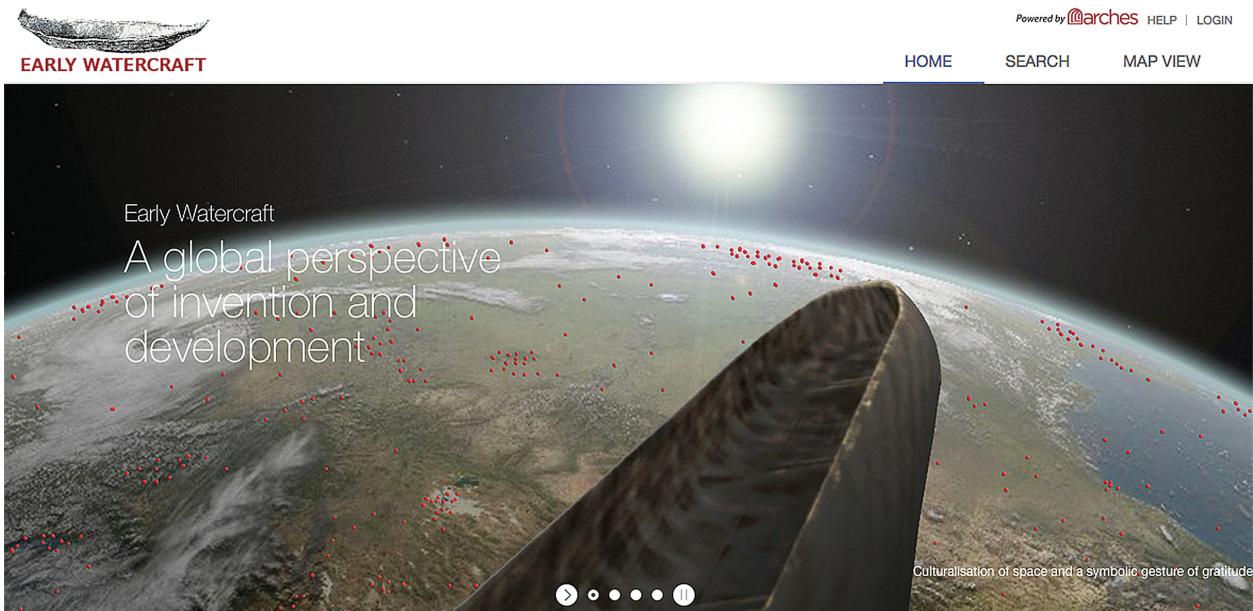 EARLY WATERCRAFT
Powered by arches HELP | LOGIN
HOME SEARCH MAP VIEW
Early Watercraft
A global perspective
of invention and
development
Culturalisation of space and a symbolic gesture of gratitude